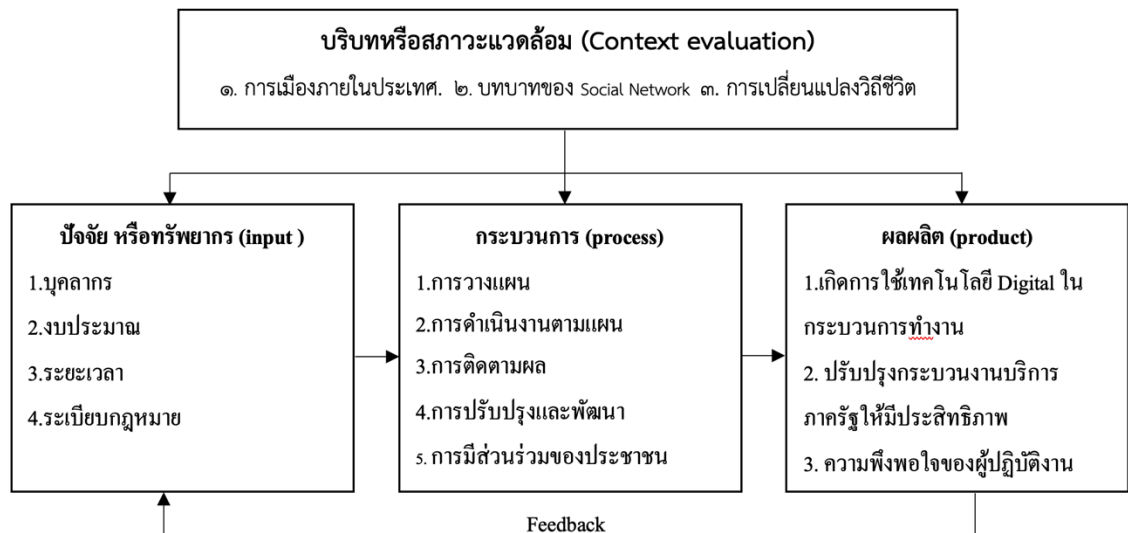 บริบทหรือสภาวะแวดล้อม (Context evaluation)
๑. การเมืองภายในประเทศ. ๒. บทบาทของ Social Network ๓. การเปลี่ยนแปลงวิถีชีวิต
ปัจจัย หรือทรัพยากร (input )
1.บุคลากร
2.งบประมาณ
3.ระยะเวลา
4.ระเบียบกฎหมาย
กระบวนการ (process)
1.การวางแผน
2.การดำเนินงานตามแผน
3.การติดตามผล
4.การปรับปรุงและพัฒนา
5. การมีส่วนร่วมของประชาชน
ผลผลิต (product)
1.เกิดการใช้เทคโนโลยี Digital ใน
กระบวนการทำงาน
2. ปรับปรุงกระบวนงานบริการ
ภาครัฐให้มีประสิทธิภาพ
3. ความพึงพอใจของผู้ปฏิบัติงาน
Feedback